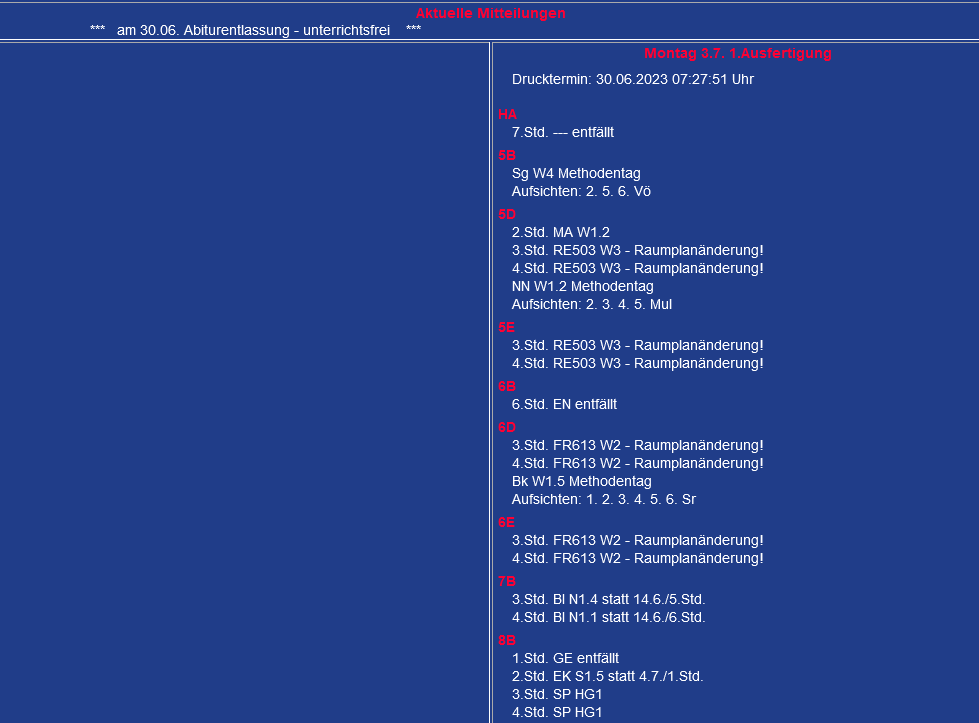 Aktuelle Mitteilungen
*** am 30.06. Abiturentlassung - unterrichtsfrei ***
Montag 3.7. 1.Ausfertigung
Drucktermin: 30.06.2023 07:27:51 Uhr
HA
7.Std. --- entfällt
5B
Sg W4 Methodentag
Aufsichten: 2. 5. 6. Vö
5D
2.Std. MA W1.2
3.Std. RE503 W3 - Raumplanänderung!
4.Std. RE503 W3 - Raumplanänderung!
NN W1.2 Methodentag
Aufsichten: 2. 3. 4. 5. Mul
5E
3.Std. RE503 W3 - Raumplanänderung!
4.Std. RE503 W3 - Raumplanänderung!
6B
6.Std. EN entfällt
6D
3.Std. FR613 W2 - Raumplanänderung!
4.Std. FR613 W2 - Raumplanänderung!
Bk W1.5 Methodentag
Aufsichten: 1. 2. 3. 4. 5. 6. Sr
6E
3.Std. FR613 W2 - Raumplanänderung!
4.Std. FR613 W2 - Raumplanänderung!
7B
3.Std. BI N1.4 statt 14.6./5.Std.
4.Std. BI N1.1 statt 14.6./6.Std.
8B
1.Std. GE entfällt
2.Std. EK S1.5 statt 4.7./1.Std.
3.Std. SP HG1
4.Std. SP HG1